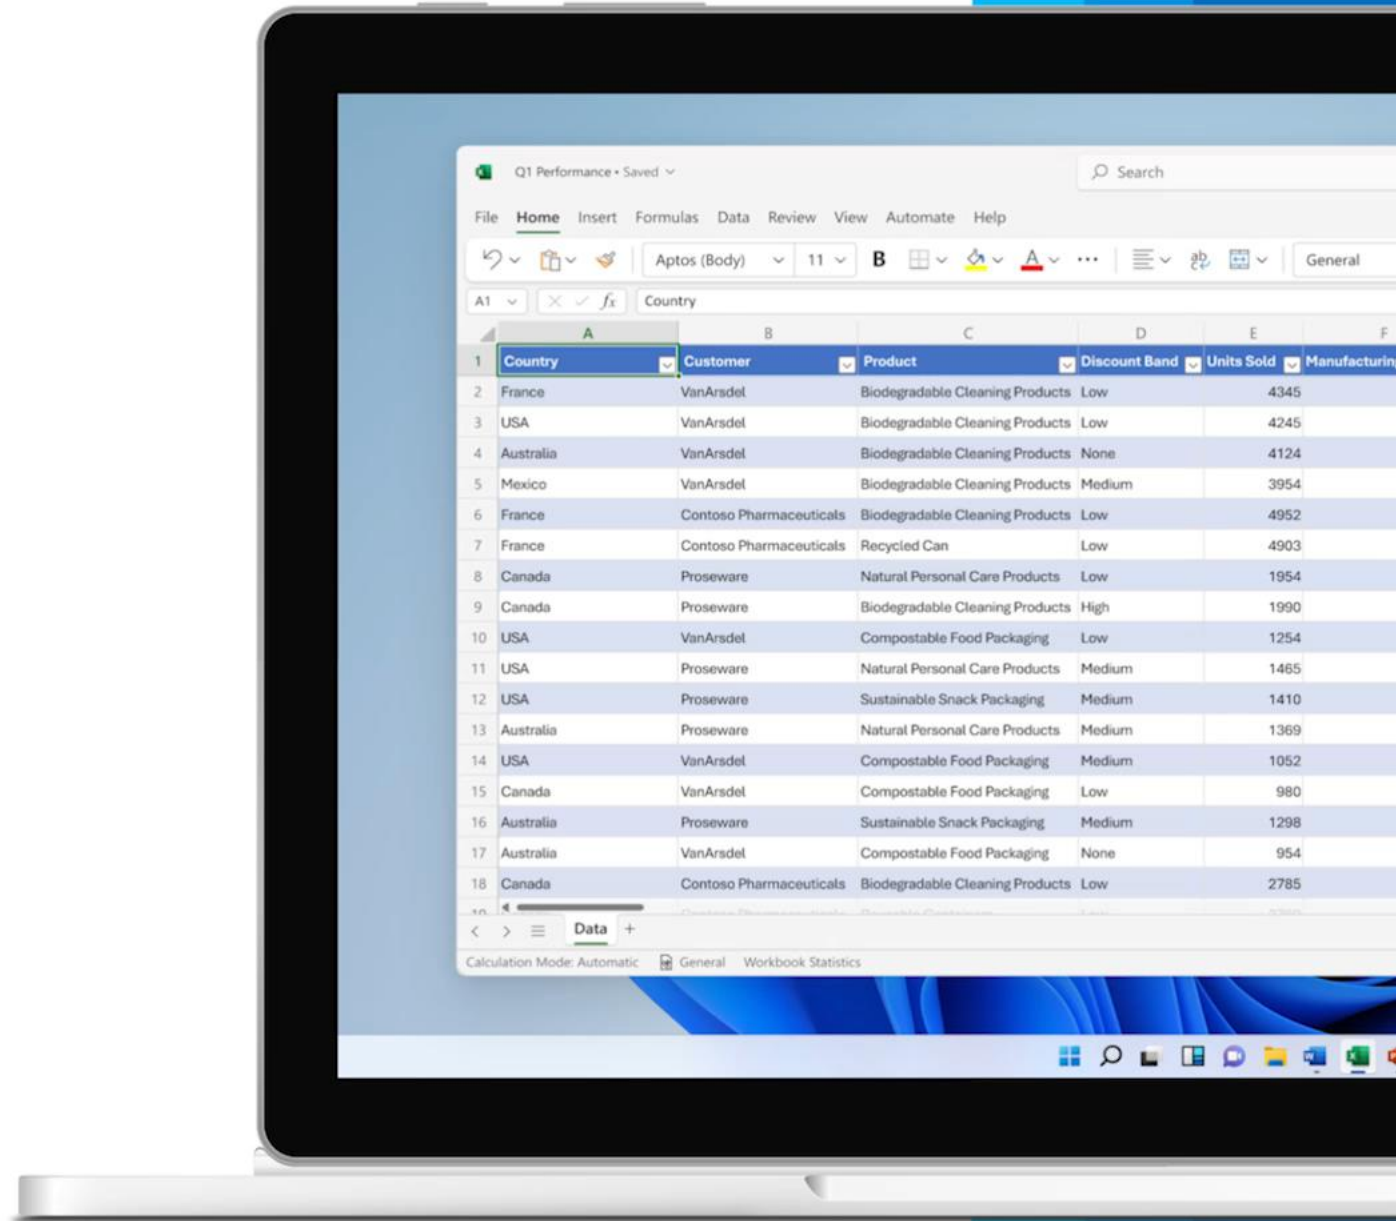 Q1 Performance • Saved
Search
File Home Insert Formulas Data Review View Automate Help
Aptos (Body) 11 B A ... ab General
A1 fx Country
A B C D E F
1 Country Customer Product Discount Band Units Sold Manufacturing
2 France VanArsdel Biodegradable Cleaning Products Low 4345
3 USA VanArsdel Biodegradable Cleaning Products Low 4245
4 Australia VanArsdel Biodegradable Cleaning Products None 4124
5 Mexico VanArsdel Biodegradable Cleaning Products Medium 3954
6 France Contoso Pharmaceuticals Biodegradable Cleaning Products Low 4952
7 France Contoso Pharmaceuticals Recycled Can Low 4903
8 Canada Proseware Natural Personal Care Products Low 1954
9 Canada Proseware Biodegradable Cleaning Products High 1990
10 USA VanArsdel Compostable Food Packaging Low 1254
11 USA Proseware Natural Personal Care Products Medium 1465
12 USA Proseware Sustainable Snack Packaging Medium 1410
13 Australia Proseware Natural Personal Care Products Medium 1369
14 USA VanArsdel Compostable Food Packaging Medium 1052
15 Canada VanArsdel Compostable Food Packaging Low 980
16 Australia Proseware Sustainable Snack Packaging Medium 1298
17 Australia VanArsdel Compostable Food Packaging None 954
18 Canada Contoso Pharmaceuticals Biodegradable Cleaning Products Low 2785
Data +
Calculation Mode: Automatic General Workbook Statistics